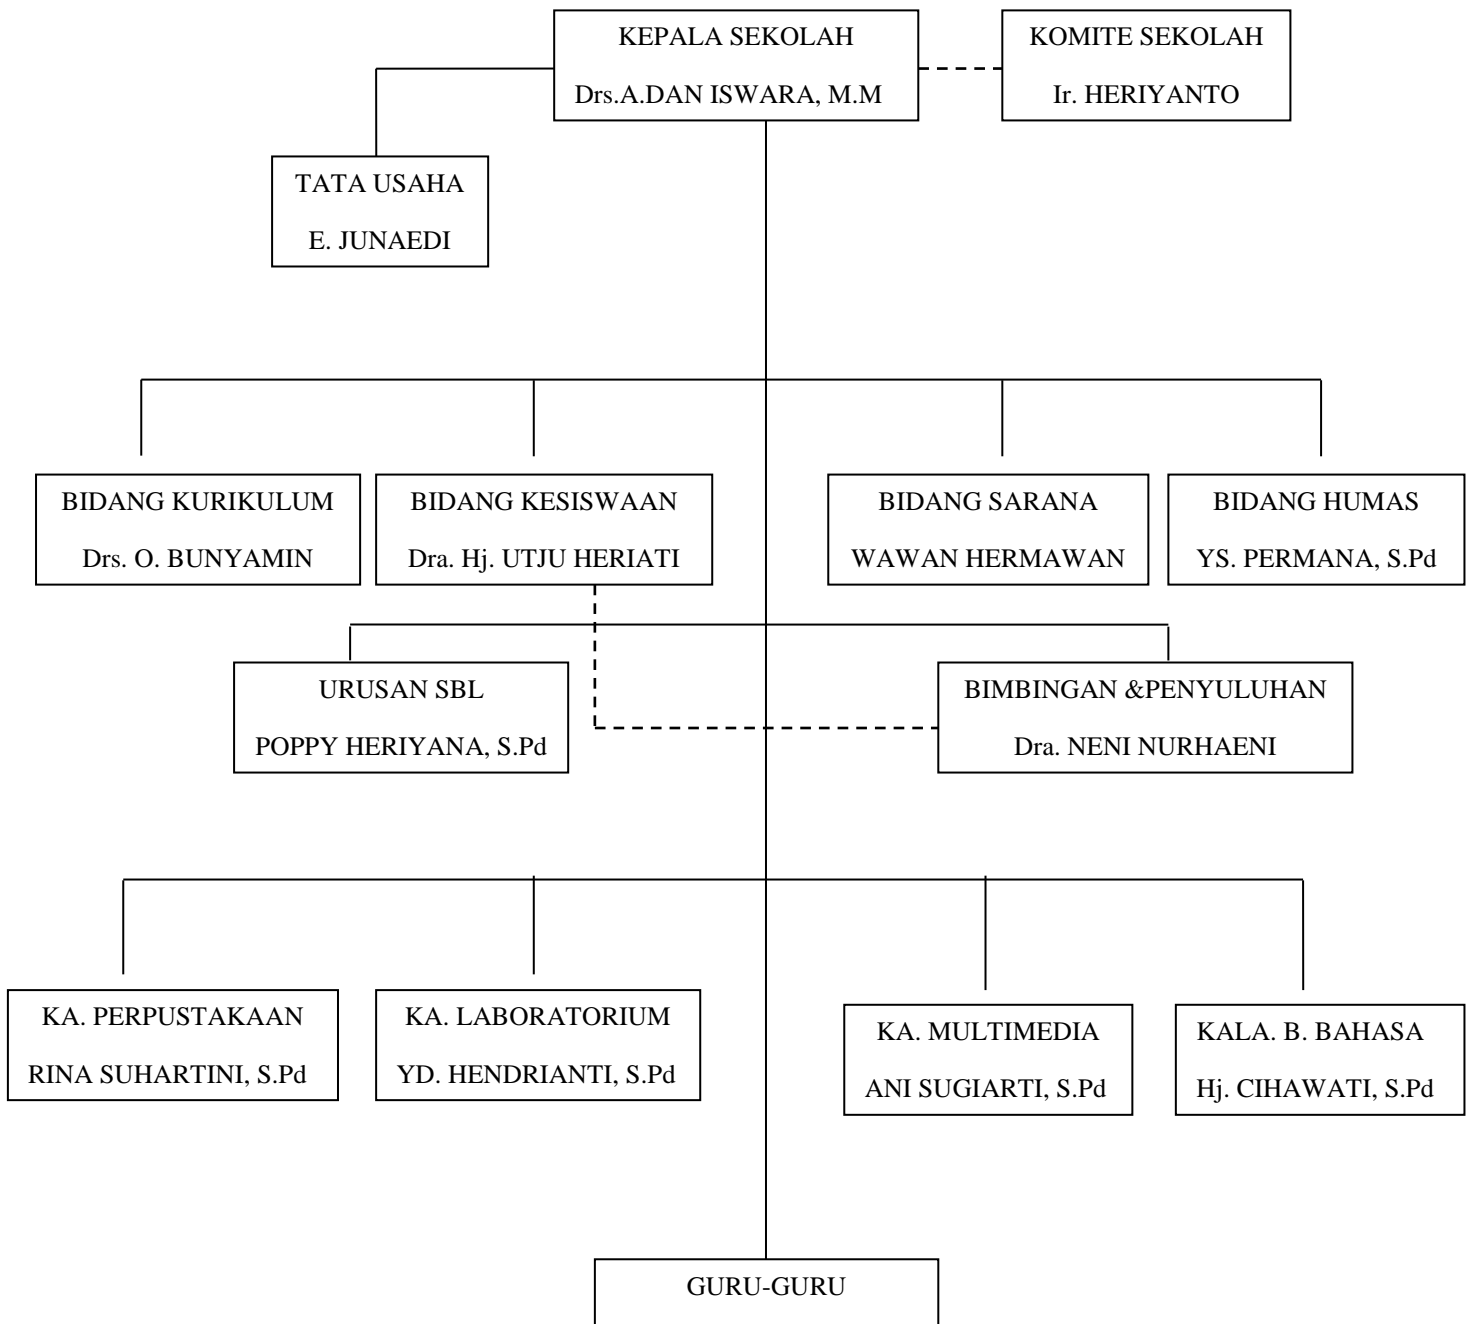 KEPALA SEKOLAH
Drs.A.DAN ISWARA, M.M
KOMITE SEKOLAH
Ir. HERIYANTO
TATA USAHA
E. JUNAEDI
BIDANG KURIKULUM
Drs. O. BUNYAMIN
BIDANG KESISWAAN
Dra. Hj. UTJU HERIATI
BIDANG SARANA
WAWAN HERMAWAN
BIDANG HUMAS
YS. PERMANA, S.Pd
URUSAN SBL
POPPY HERIYANA, S.Pd
BIMBINGAN &PENYULUHAN
Dra. NENI NURHAENI
KA. PERPUSTAKAAN
RINA SUHARTINI, S.Pd
KA. LABORATORIUM
YD. HENDRIANTI, S.Pd
KA. MULTIMEDIA
ANI SUGIARTI, S.Pd
KALA. B. BAHASA
Hj. CIHAWATI, S.Pd
GURU-GURU